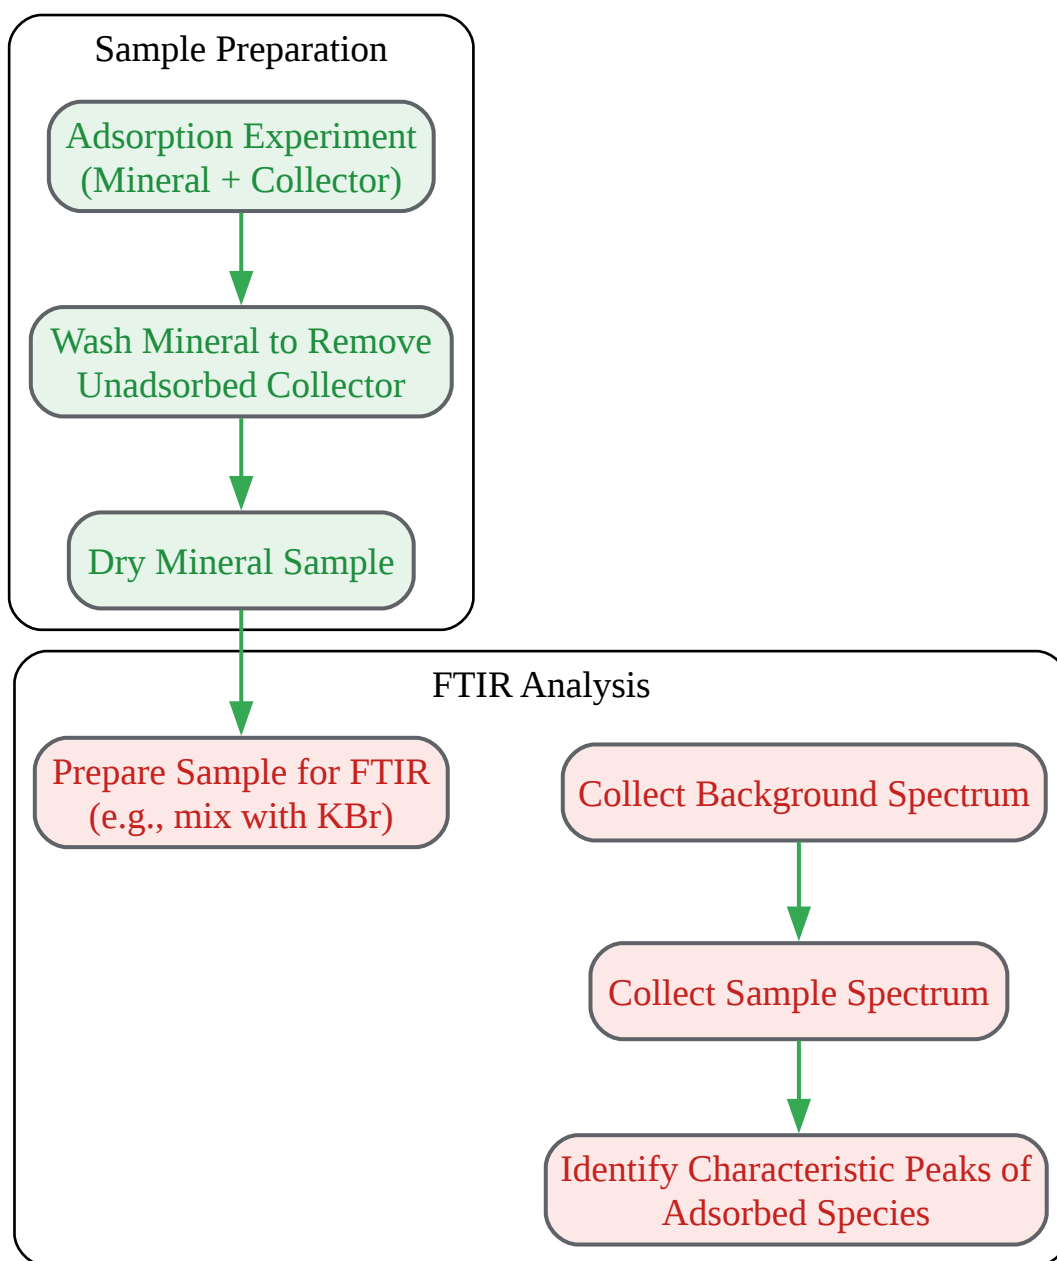 Sample Preparation
Adsorption Experiment
(Mineral + Collector)
Wash Mineral to Remove
Unadsorbed Collector
Dry Mineral Sample
FTIR Analysis
Prepare Sample for FTIR
(e.g., mix with KBr)
Collect Background Spectrum
Collect Sample Spectrum
Identify Characteristic Peaks of
Adsorbed Species